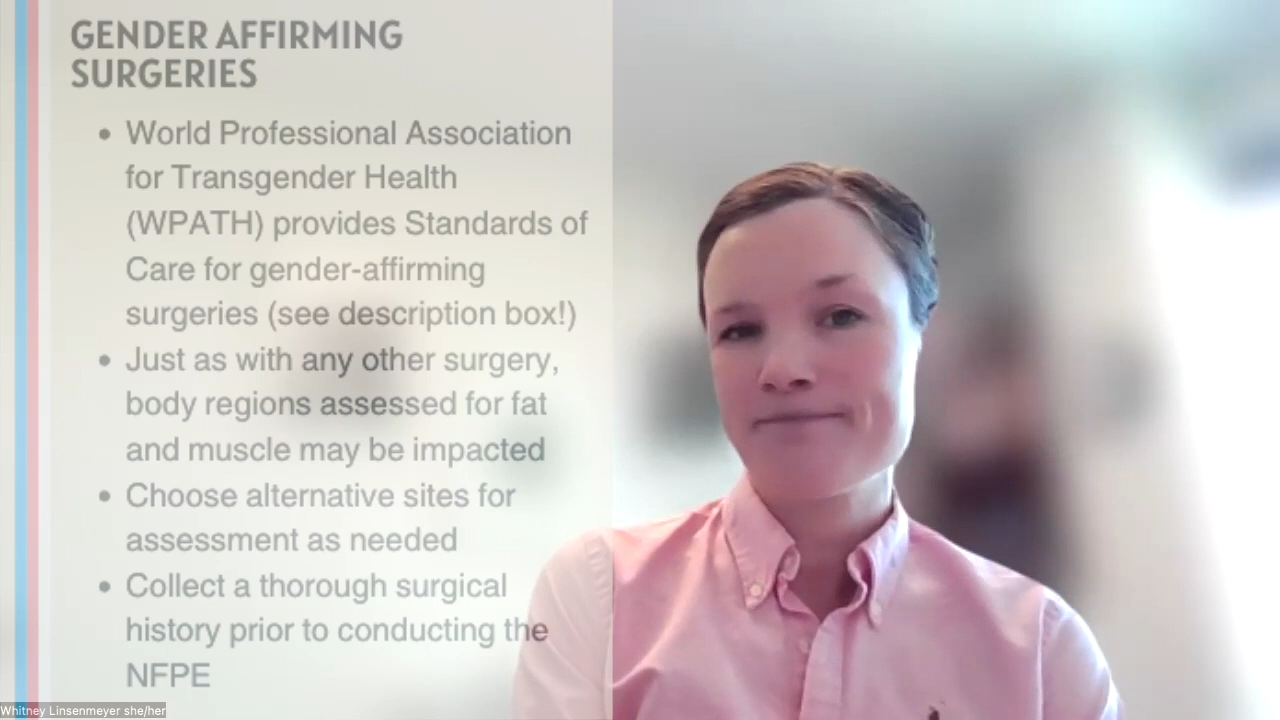 GENDER AFFIRMING
SURGERIES
• World Professional Association
for Transgender Health
(WPATH) provides Standards of
Care for gender-affirming
surgeries (see description box!)
• Just as with any other surgery,
body regions assessed for fat
and muscle may be impacted
• Choose alternative sites for
assessment as needed
• Collect a thorough surgical
history prior to conducting the
NFPE
Whitney Linsenmeyer she/her